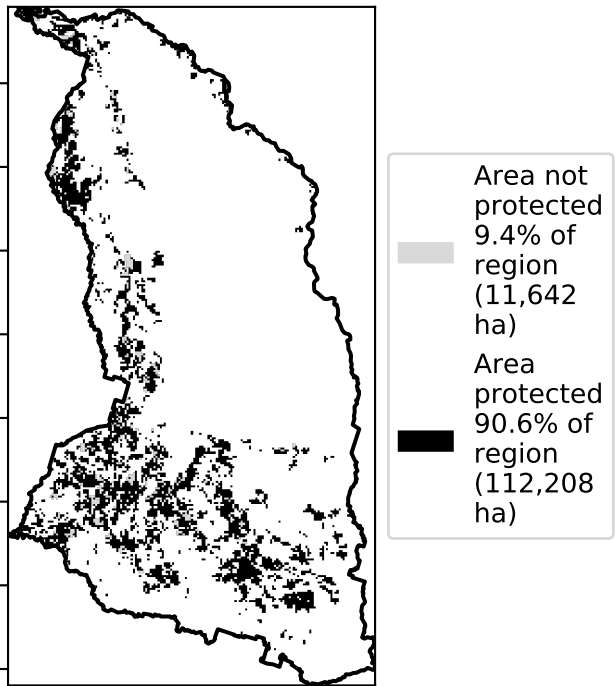 Area not
protected
9.4% of
region
(11,642
ha)
Area
protected
90.6% of
region
(112,208
ha)